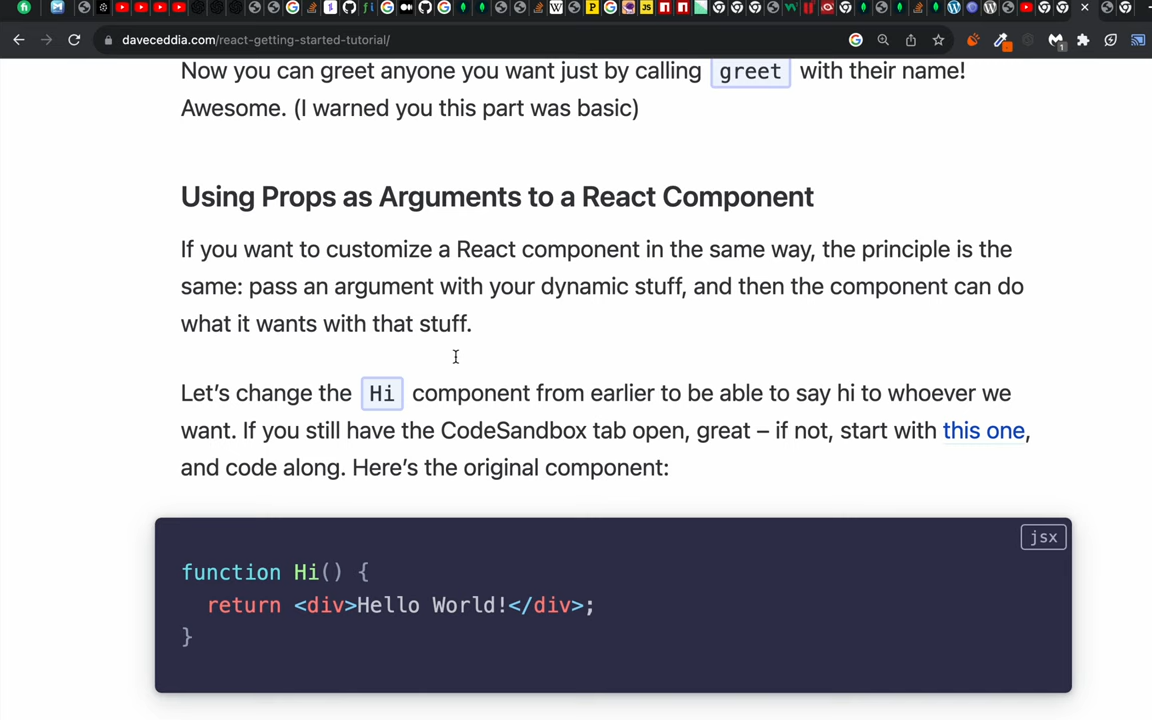 daveceddia.com/react-getting-started-tutorial/
Now you can greet anyone you want just by calling greet with their name!
Awesome. (I warned you this part was basic)
Using Props as Arguments to a React Component
If you want to customize a React component in the same way, the principle is the
same: pass an argument with your dynamic stuff, and then the component can do
what it wants with that stuff.
Let’s change the Hi component from earlier to be able to say hi to whoever we
want. If you still have the CodeSandbox tab open, great – if not, start with this one,
and code along. Here’s the original component:
jsx
function Hi() {
return <div>Hello World!</div>;
}